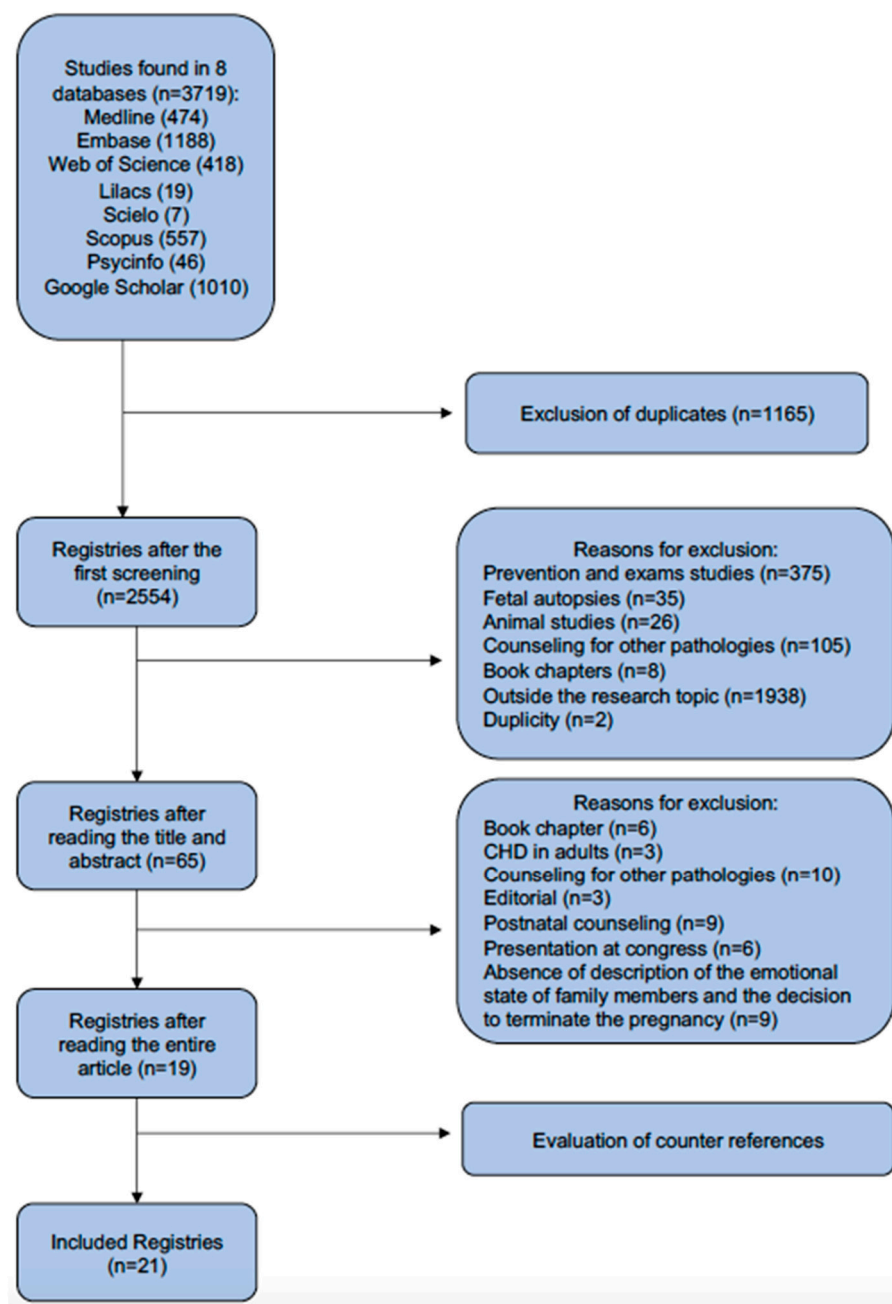 Studies found in 8
databases (n=3719):
Medline (474)
Embase (1188)
Web of Science (418)
Lilacs (19)
Scielo (7)
Scopus (557)
Psycinfo (46)
Google Scholar (1010)
Exclusion of duplicates (n=1165)
Registries after the
first screening
(n=2554)
Reasons for exclusion:
Prevention and exams studies (n=375)
Fetal autopsies (n=35)
Animal studies (n=26)
Counseling for other pathologies (n=105)
Book chapters (n=8)
Outside the research topic (n=1938)
Duplicity (n=2)
Registries after
reading the title and
abstract (n=65)
Reasons for exclusion:
Book chapter (n=6)
CHD in adults (n=3)
Counseling for other pathologies (n=10)
Editorial (n=3)
Postnatal counseling (n=9)
Presentation at congress (n=6)
Absence of description of the emotional
state of family members and the decision
to terminate the pregnancy (n=9)
Registries after
reading the entire
article (n=19)
Evaluation of counter references
Included Registries
(n=21)